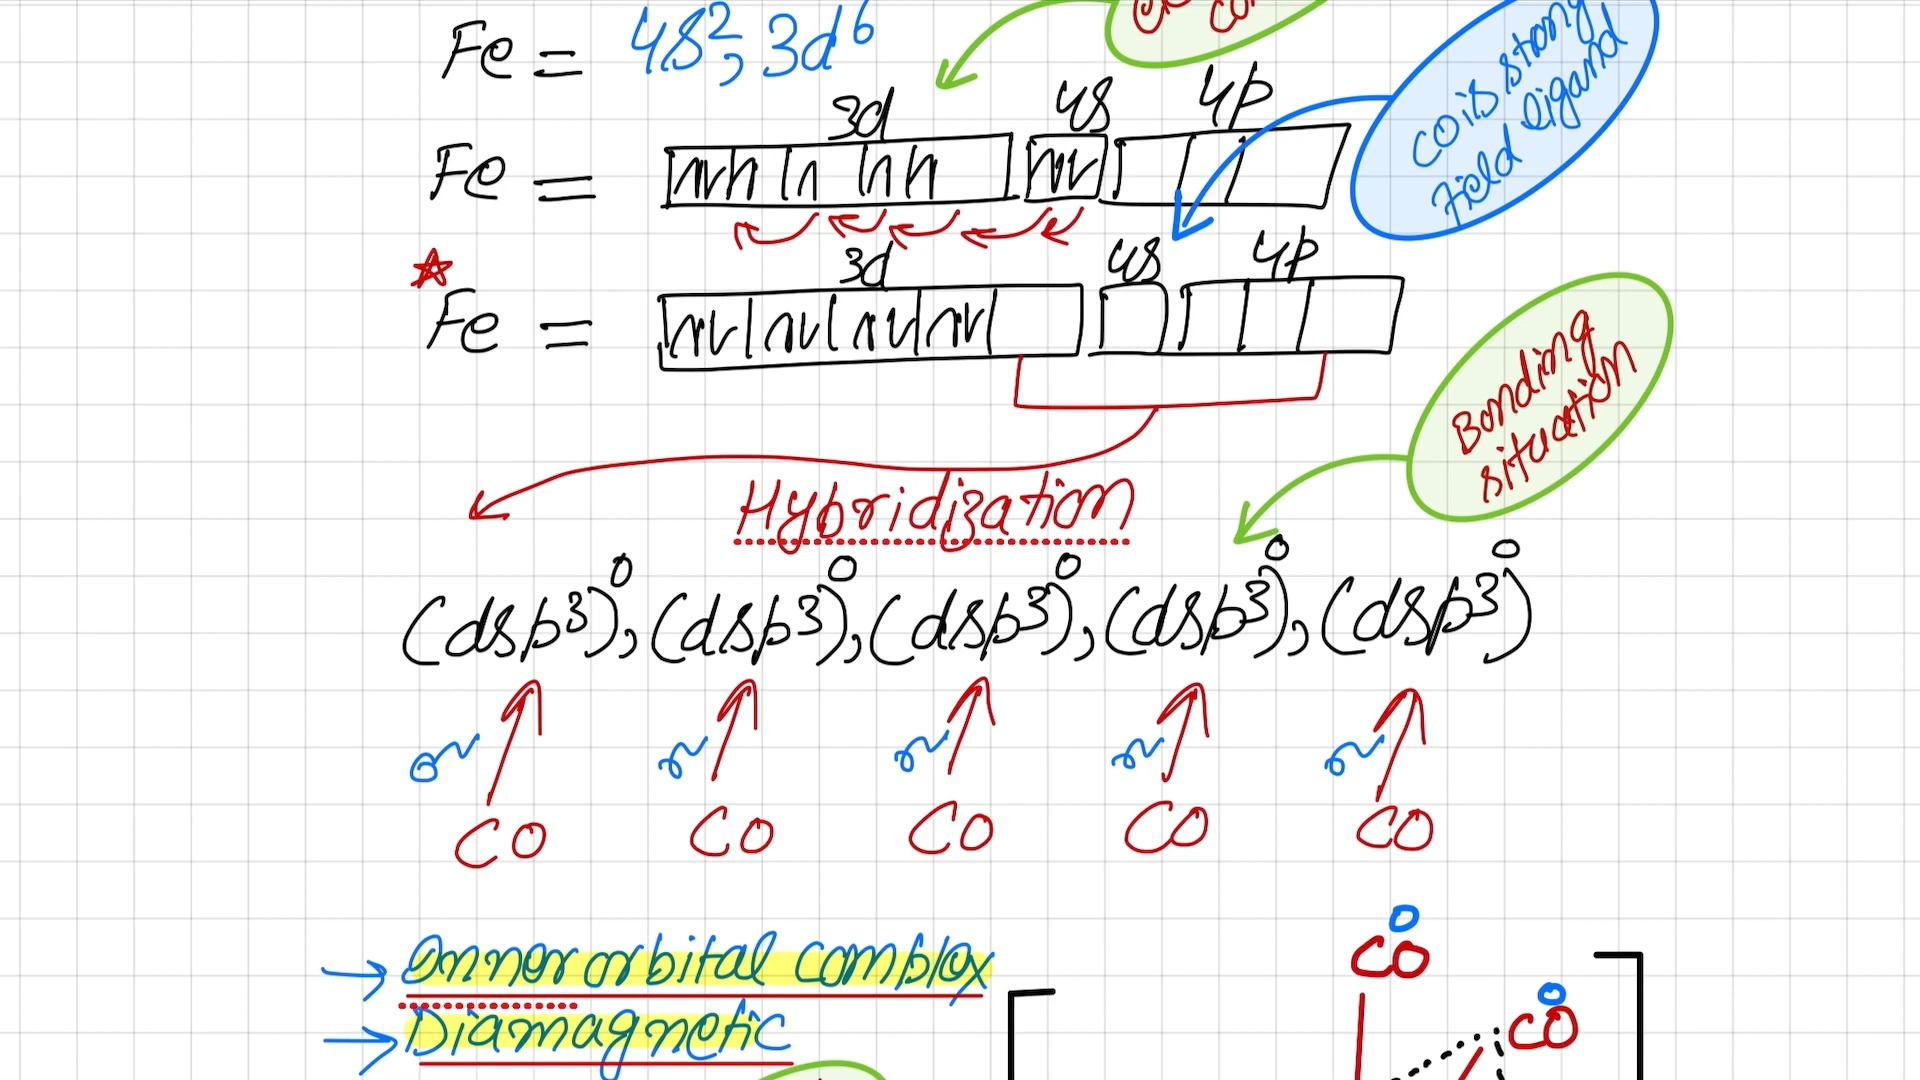 Fe = 4s², 3d⁶
co is strong
field ligand
3d 4s 4p
Fe =
3d 4s 4p
Fe =
Bonding
situation
Hybridization
(dsp³)⁰, (dsp³)⁰, (dsp³)⁰, (dsp³)⁰, (dsp³)⁰
CO CO CO CO CO
Inner orbital complex
Diamagnetic
CO
CO